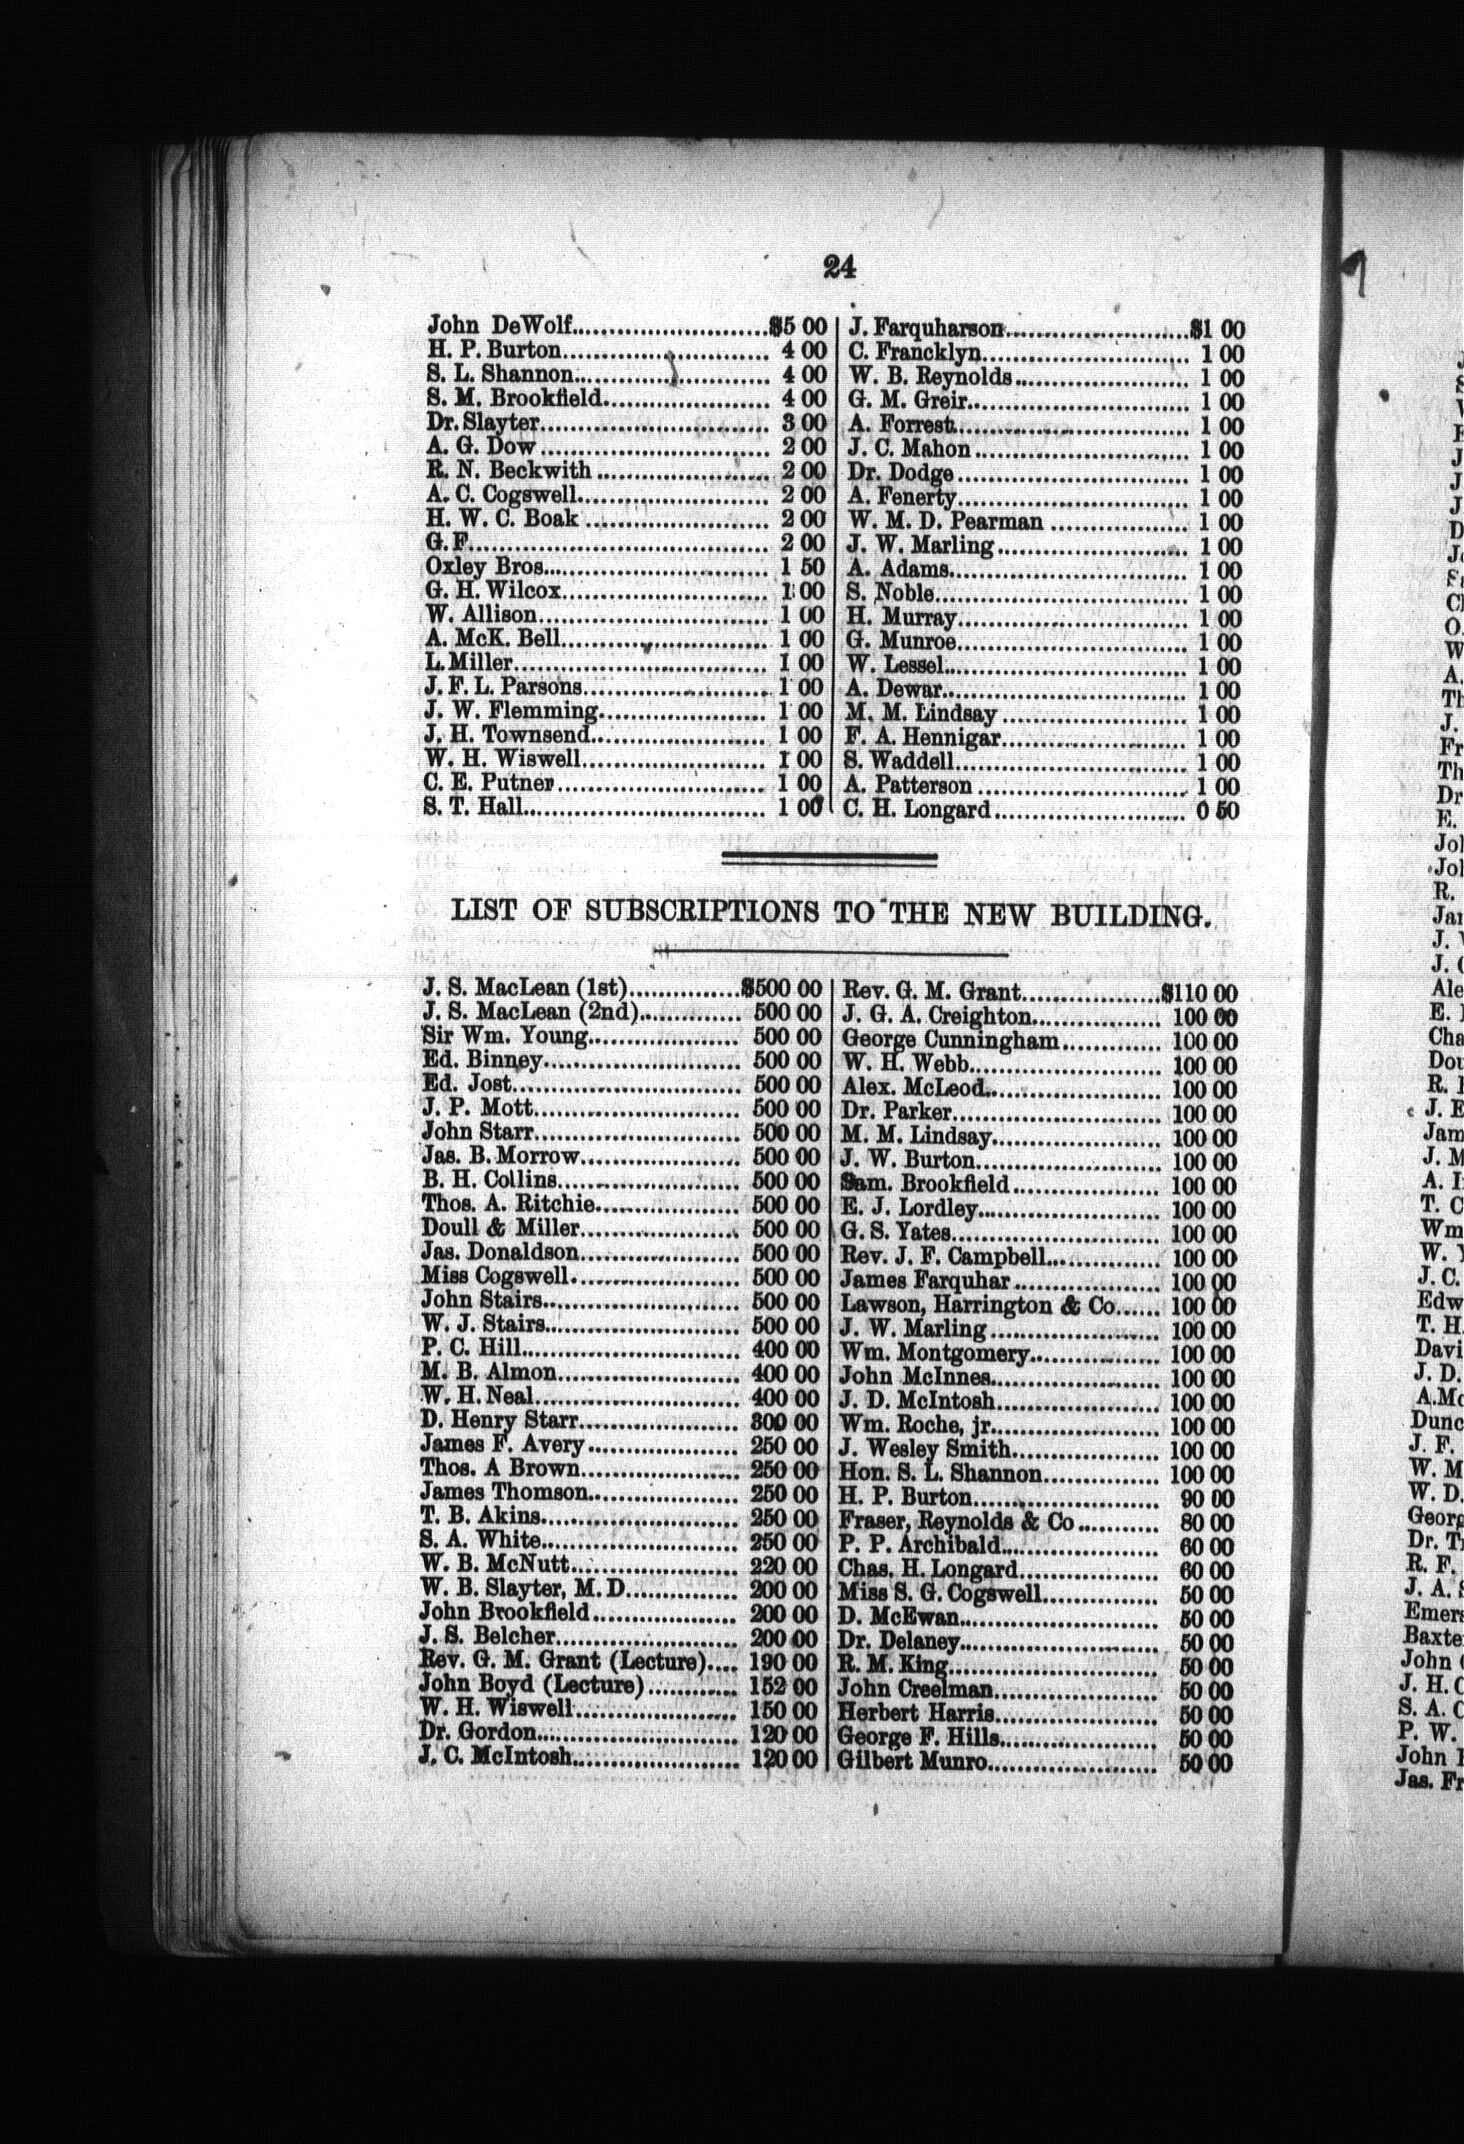 24
John DeWolf........................$5 00
H. P. Burton.......................... 4 00
S. L. Shannon........................ 4 00
S. M. Brookfield..................... 4 00
Dr. Slayter............................. 3 00
A. G. Dow ............................. 2 00
R. N. Beckwith ...................... 2 00
A. C. Cogswell........................ 2 00
H. W. C. Boak ....................... 2 00
G. F...................................... 2 00
Oxley Bros............................. 1 50
G. H. Wilcox.......................... 1 00
W. Allison............................. 1 00
A. McK. Bell.......................... 1 00
L. Miller................................ 1 00
J. F. L. Parsons........................ 1 00
J. W. Flemming..................... 1 00
J. H. Townsend...................... 1 00
W. H. Wiswell....................... 1 00
C. E. Putner .......................... 1 00
S. T. Hall.............................. 1 00
J. Farquharson.......................$1 00
C. Francklyn.......................... 1 00
W. B. Reynolds...................... 1 00
G. M. Greir............................ 1 00
A. Forrest.............................. 1 00
J. C. Mahon ........................... 1 00
Dr. Dodge ............................. 1 00
A. Fenerty............................. 1 00
W. M. D. Pearman ................. 1 00
J. W. Marling........................ 1 00
A. Adams.............................. 1 00
S. Noble................................ 1 00
H. Murray............................. 1 00
G. Munroe............................. 1 00
W. Lessel............................... 1 00
A. Dewar............................... 1 00
M. M. Lindsay ....................... 1 00
F. A. Hennigar....................... 1 00
S. Waddell............................. 1 00
A. Patterson .......................... 1 00
C. H. Longard ........................ 0 50
LIST OF SUBSCRIPTIONS TO THE NEW BUILDING.
J. S. MacLean (1st)..............$500 00
J. S. MacLean (2nd)............. 500 00
Sir Wm. Young................... 500 00
Ed. Binney......................... 500 00
Ed. Jost............................. 500 00
J. P. Mott.......................... 500 00
John Starr.......................... 500 00
Jas. B. Morrow.................... 500 00
B. H. Collins....................... 500 00
Thos. A. Ritchie.................. 500 00
Doull & Miller.................... 500 00
Jas. Donaldson.................... 500 00
Miss Cogswell..................... 500 00
John Stairs......................... 500 00
W. J. Stairs........................ 500 00
P. C. Hill........................... 400 00
M. B. Almon....................... 400 00
W. H. Neal......................... 400 00
D. Henry Starr.................... 300 00
James F. Avery................... 250 00
Thos. A Brown.................... 250 00
James Thomson................... 250 00
T. B. Akins......................... 250 00
S. A. White......................... 250 00
W. B. McNutt..................... 220 00
W. B. Slayter, M. D.............. 200 00
John Brookfield.................. 200 00
J. S. Belcher....................... 200 00
Rev. G. M. Grant (Lecture).... 190 00
John Boyd (Lecture)............ 152 00
W. H. Wiswell.................... 150 00
Dr. Gordon......................... 120 00
J. C. McIntosh..................... 120 00
Rev. G. M. Grant.................$110 00
J. G. A. Creighton................ 100 00
George Cunningham............ 100 00
W. H. Webb....................... 100 00
Alex. McLeod..................... 100 00
Dr. Parker.......................... 100 00
M. M. Lindsay.................... 100 00
J. W. Burton....................... 100 00
Sam. Brookfield.................. 100 00
E. J. Lordley...................... 100 00
G. S. Yates......................... 100 00
Rev. J. F. Campbell.............. 100 00
James Farquhar.................. 100 00
Lawson, Harrington & Co...... 100 00
J. W. Marling ..................... 100 00
Wm. Montgomery................ 100 00
John McInnes..................... 100 00
J. D. McIntosh.................... 100 00
Wm. Roche, jr..................... 100 00
J. Wesley Smith.................. 100 00
Hon. S. L. Shannon.............. 100 00
H. P. Burton....................... 90 00
Fraser, Reynolds & Co .......... 80 00
P. P. Archibald.................... 60 00
Chas. H. Longard................. 60 00
Miss S. G. Cogswell.............. 50 00
D. McEwan......................... 50 00
Dr. Delaney........................ 50 00
R. M. King.......................... 50 00
John Creelman.................... 50 00
Herbert Harris.................... 50 00
George F. Hills.................... 50 00
Gilbert Munro..................... 50 00